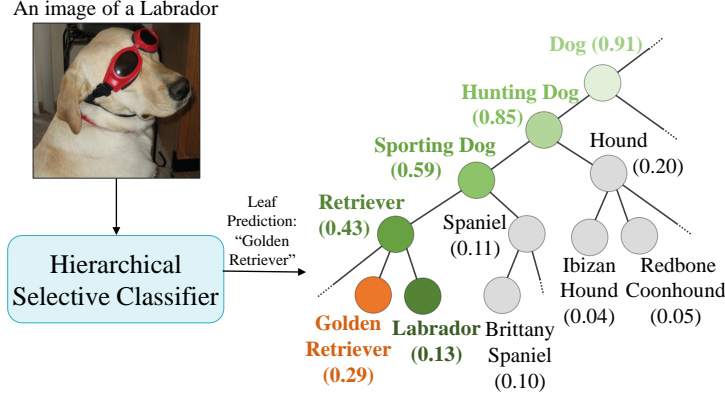 An image of a Labrador
Dog (0.91)
Hunting Dog
(0.85)
Hound
(0.20)
Sporting Dog
(0.59)
Leaf
Prediction:
"Golden
Retriever"
Retriever
(0.43)
Spaniel
(0.11)
Hierarchical
Selective Classifier
Ibizan
Hound
(0.04)
Redbone
Coonhound
(0.05)
Golden
Retriever
(0.29)
Labrador
(0.13)
Brittany
Spaniel
(0.10)